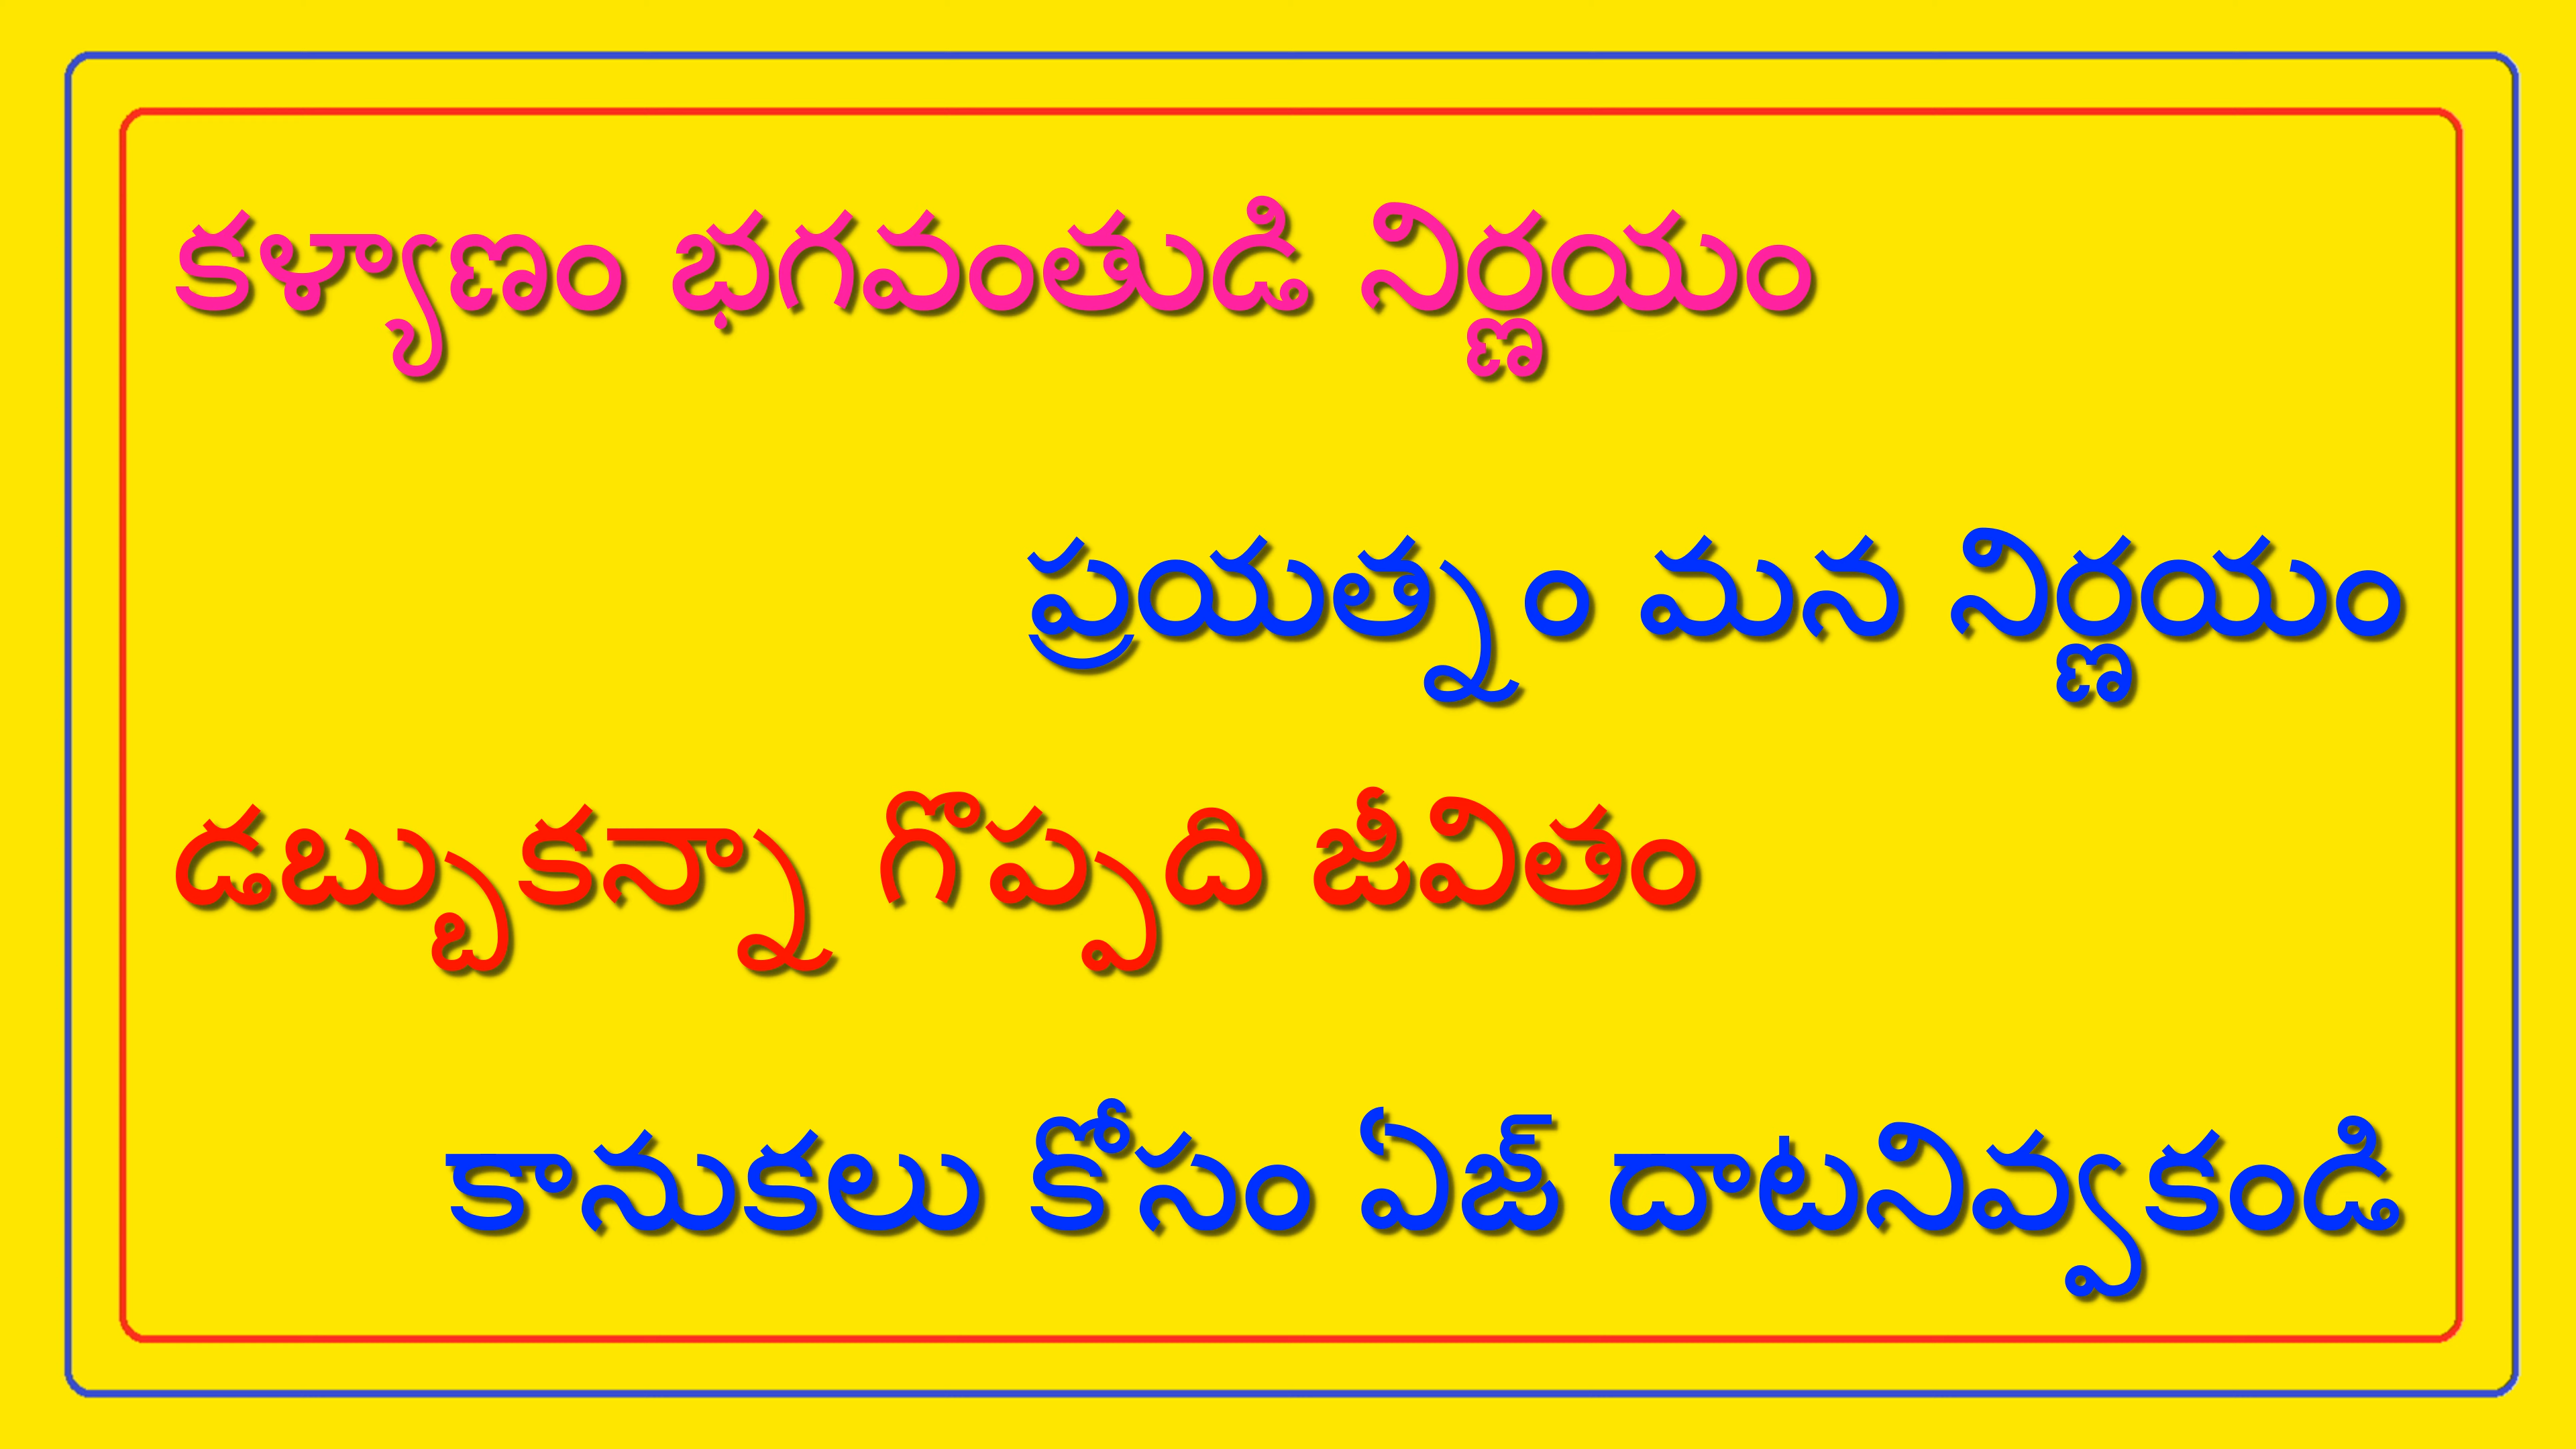 కళ్యాణం భగవంతుడి నిర్ణయం
ప్రయత్నం మన నిర్ణయం
డబ్బుకన్నా గొప్పది జీవితం
కానుకలు కోసం ఏజ్ దాటనివ్వకండి